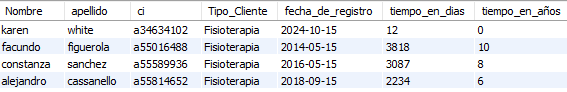 Nombre apellido ci Tipo_Cliente fecha_de_registro tiempo_en_dias tiempo_en_años
karen white a34634102 Fisioterapia 2024-10-15 12 0
facundo figuerola a55016488 Fisioterapia 2014-05-15 3818 10
constanza sanchez a55589936 Fisioterapia 2016-05-15 3087 8
alejandro cassanello a55814652 Fisioterapia 2018-09-15 2234 6